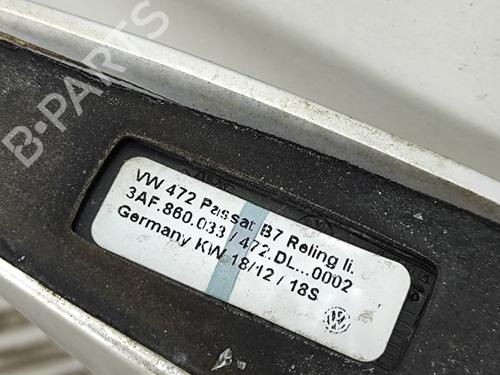 B-PARTS
VW 472 Passat B7 Reling li.
3AF.860.033 / 472.DL...0002
Germany KW 18/12 / 18S